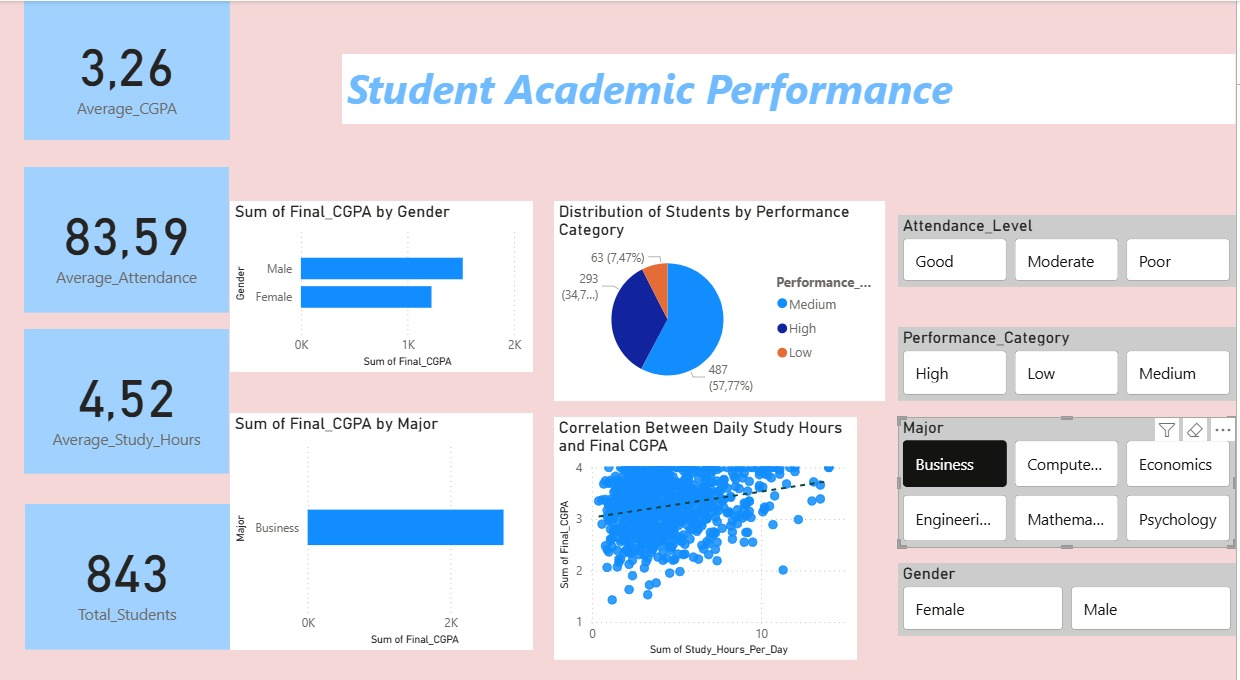 3,26
Average_CGPA
Student Academic Performance
83,59
Average_Attendance
4,52
Average_Study_Hours
843
Total_Students
Sum of Final_CGPA by Gender
Gender
Male
Female
0K
1K
2K
Sum of Final_CGPA
Sum of Final_CGPA by Major
Major
Business
0K
2K
Sum of Final_CGPA
Distribution of Students by Performance
Category
63 (7,47%)
293
(34,7...)
487
(57,77%)
Performance_...
Medium
High
Low
Correlation Between Daily Study Hours
and Final CGPA
Sum of Final_CGPA
4
3
2
1
0
10
Sum of Study_Hours_Per_Day
Attendance_Level
Good
Moderate
Poor
Performance_Category
High
Low
Medium
Major
Business
Compute...
Economics
Engineeri...
Mathema...
Psychology
Gender
Female
Male